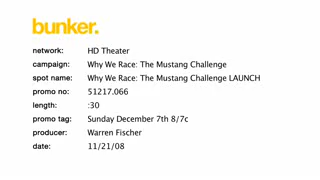 bunker.
network: HD Theater
campaign: Why We Race: The Mustang Challenge
spot name: Why We Race: The Mustang Challenge LAUNCH
promo no: 51217.066
length: :30
promo tag: Sunday December 7th 8/7c
producer: Warren Fischer
date: 11/21/08